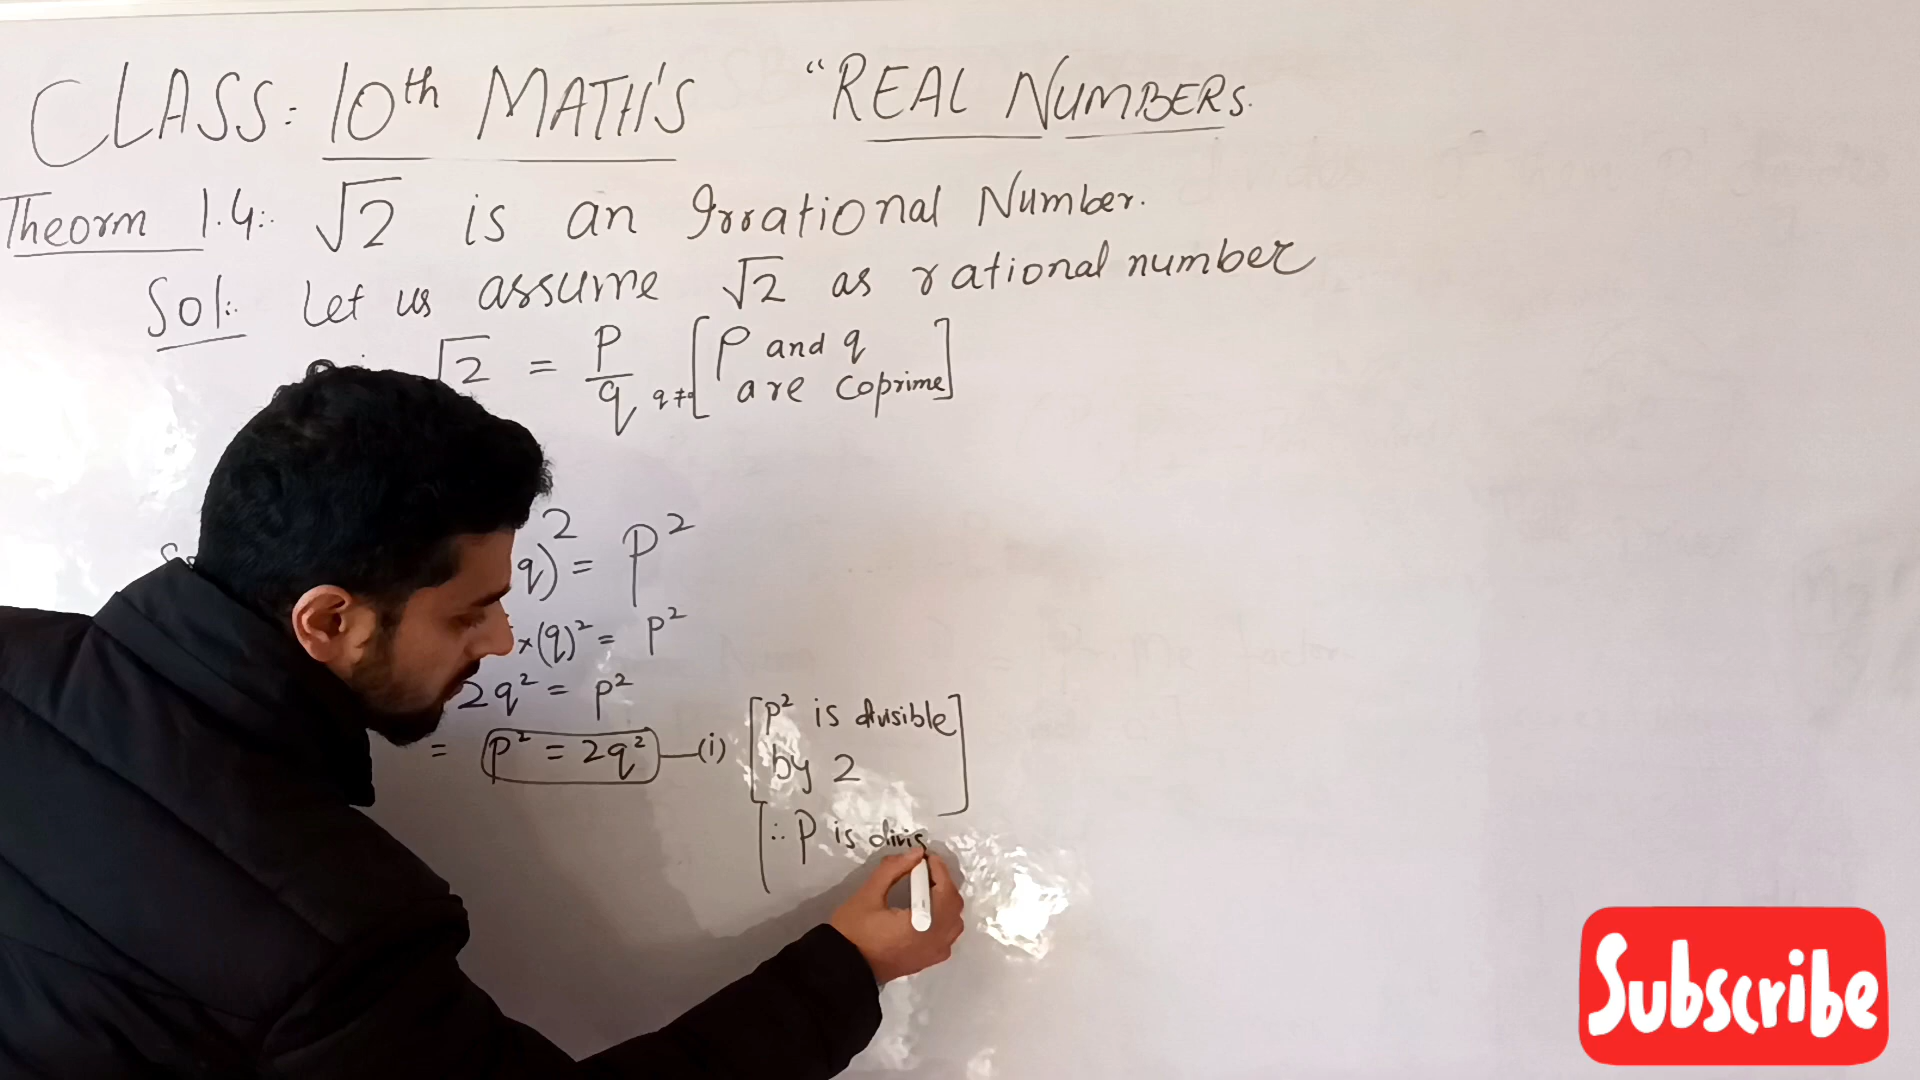 CLASS: 10th MATH'S "REAL NUMBERS.
Theorm 1.4:. √2 is an Irrational Number.
Sol:. Let us assume √2 as rational number
√2 = p/q q≠ [p and q
are coprime]
q)² = p²
×(q)² = p²
2q² = p²
= p² = 2q² —(i) [p² is divisible
by 2]
[∴ p is divis
Subscribe